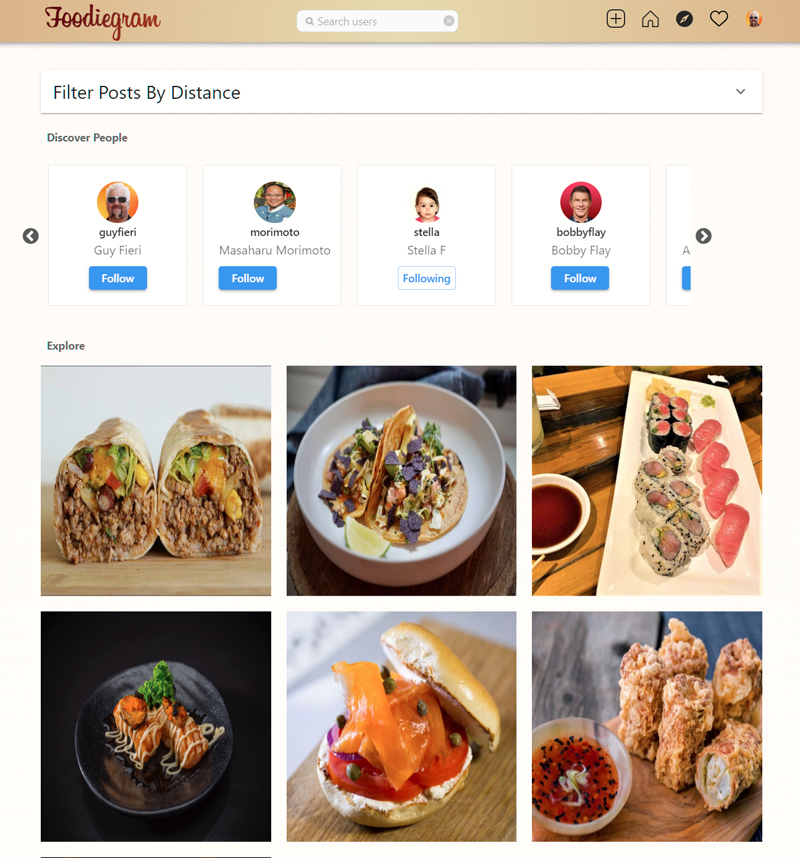 Foodiegram
Search users
Filter Posts By Distance
Discover People
guyfieri
Guy Fieri
Follow
morimoto
Masaharu Morimoto
Follow
stella
Stella F
Following
bobbyflay
Bobby Flay
Follow
A
Explore